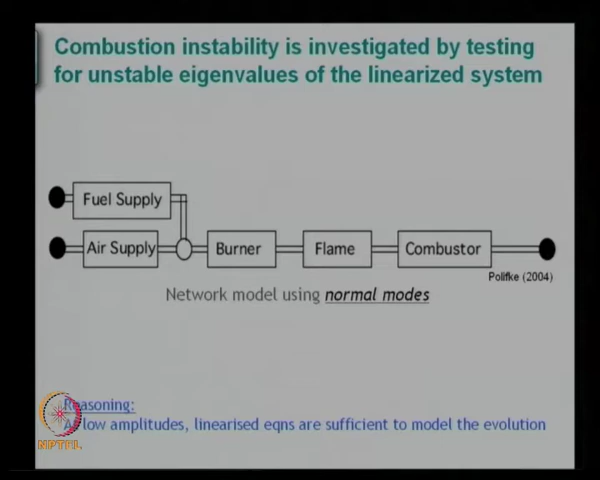 Combustion instability is investigated by testing
for unstable eigenvalues of the linearized system
Fuel Supply
Air Supply
Burner
Flame
Combustor
Polifke (2004)
Network model using normal modes
Reasoning:
At low amplitudes, linearised eqns are sufficient to model the evolution
NPTEL